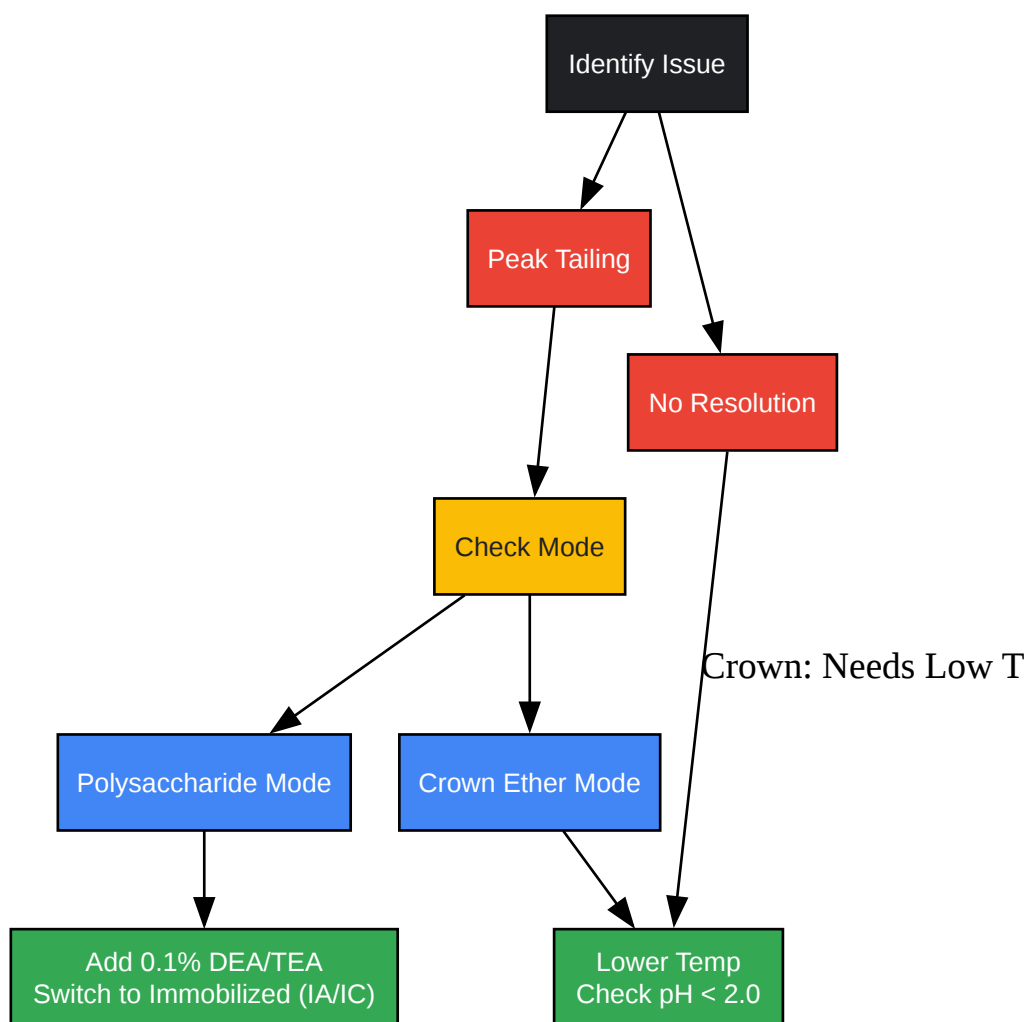 Identify Issue
Peak Tailing
No Resolution
Check Mode
Crown: Needs Low T
Polysaccharide Mode
Crown Ether Mode
Add 0.1% DEA/TEA
Switch to Immobilized (IA/IC)
Lower Temp
Check pH < 2.0